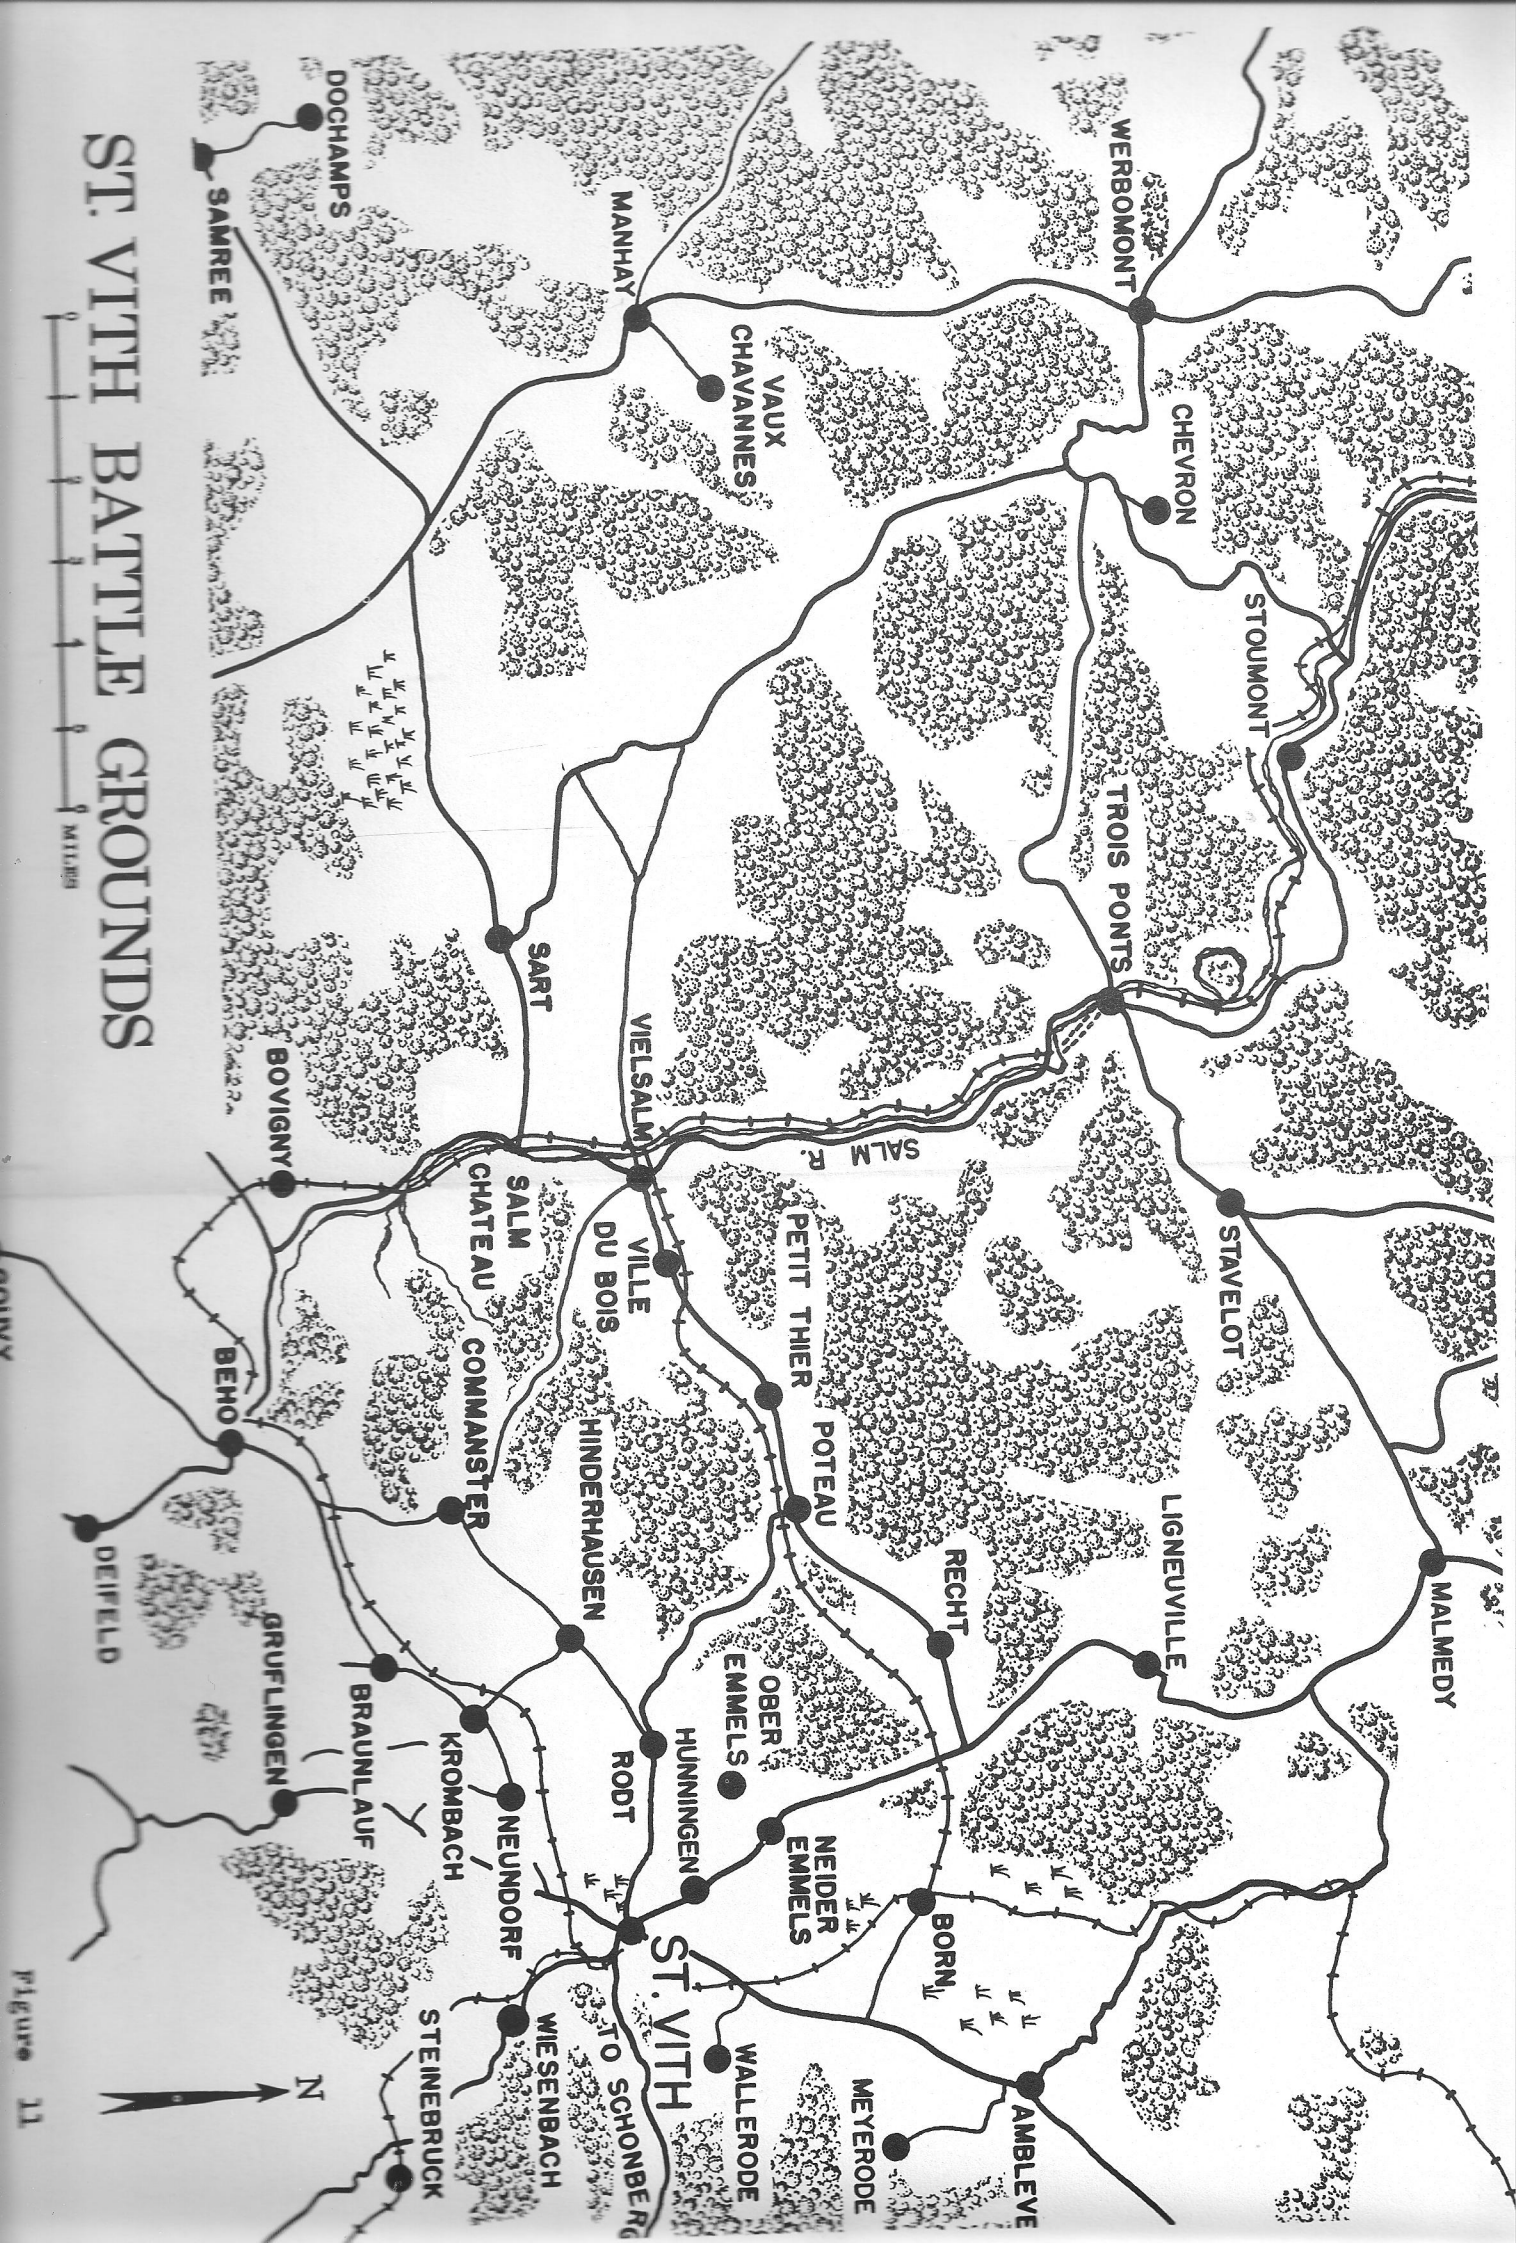 WERBOMONT
CHEVRON
STOUMONT
TROIS PONTS
STAVELOT
MALMEDY
LIGNEUVILLE
RECHT
MANHAY
VAUX
CHAVANNES
DOCHAMPS
SAMREE
SART
VIELSALM
SALM R.
SALM
CHATEAU
VILLE
DU BOIS
PETIT THIER
POTEAU
BOVIGNY
BEHO
COMMANSTER
HINDERHAUSEN
DEIFELD
GRUFLINGEN
BRAUNLAUF
KROMBACH
NEUNDORF
RODT
HUNNINGEN
OBER
EMMELS
NEIDER
EMMELS
BORN
ST. VITH
WALLERODE
MEYERODE
AMBLEVE
TO SCHONBERG
WIESENBACH
STEINEBRUCK
N
ST. VITH BATTLE GROUNDS
MILES
Figure 11